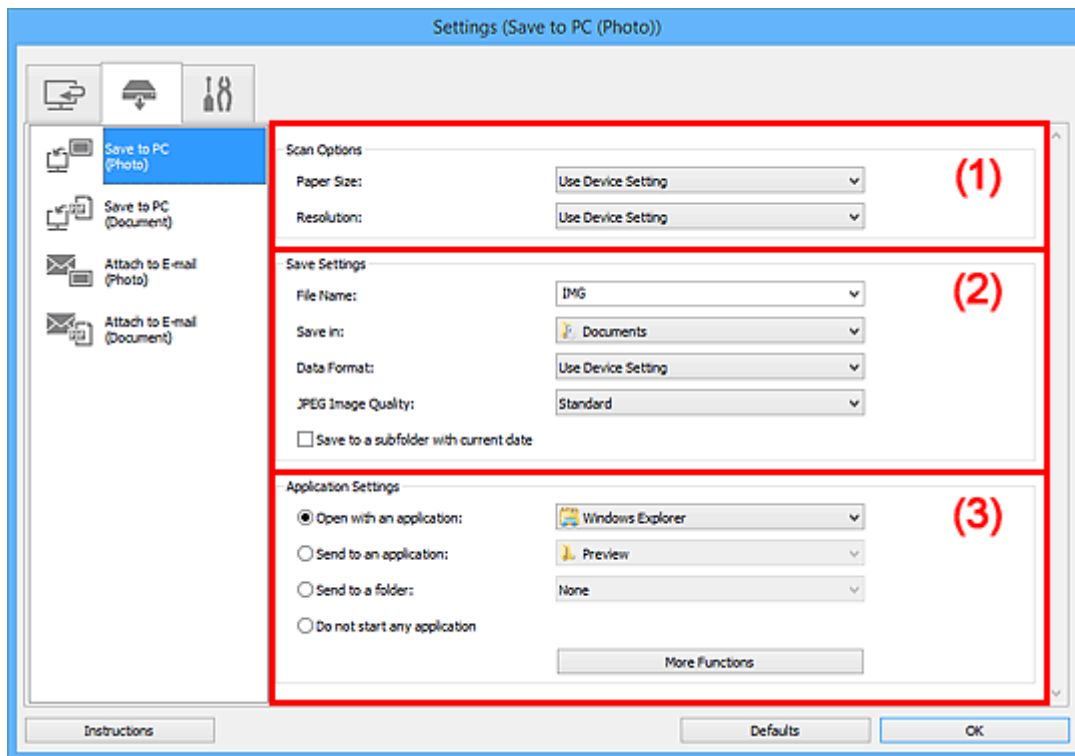 Settings (Save to PC (Photo))
Save to PC
(Photo)
Save to PC
(Document)
Attach to E-mail
(Photo)
Attach to E-mail
(Document)
Scan Options
(1)
Paper Size: Use Device Setting
Resolution: Use Device Setting
Save Settings
(2)
File Name: IMG
Save in: Documents
Data Format: Use Device Setting
JPEG Image Quality: Standard
Save to a subfolder with current date
Application Settings
(3)
Open with an application: Windows Explorer
Send to an application: Preview
Send to a folder: None
Do not start any application
More Functions
Instructions Defaults OK